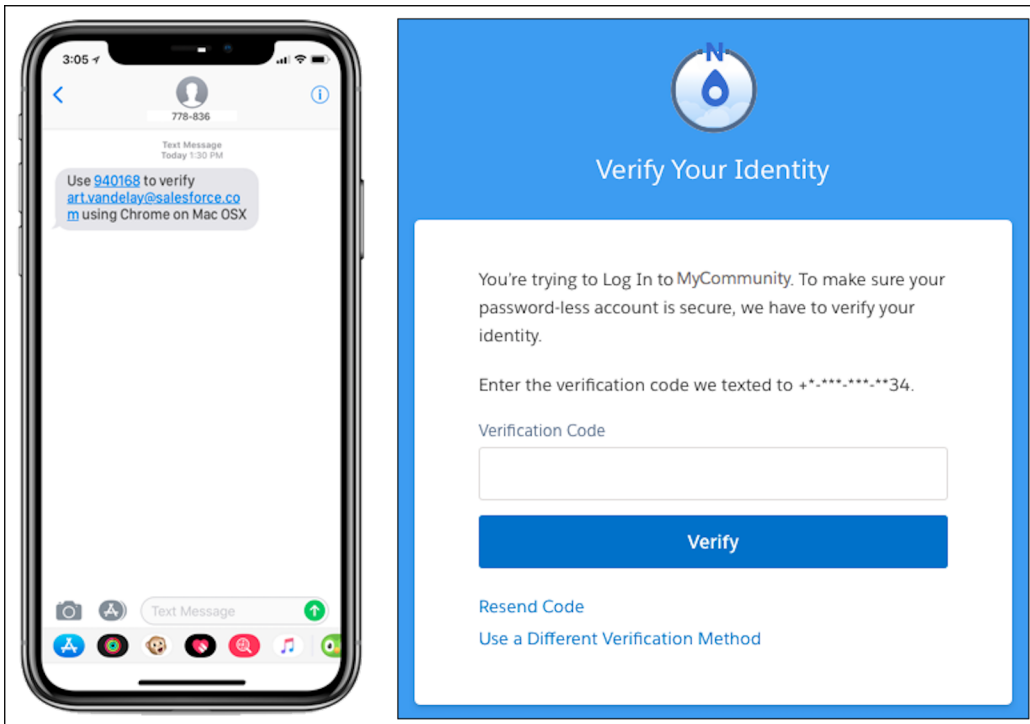 3:05
778-836
Text Message
Today 1:30 PM
Use 940168 to verify
art.vandelay@salesforce.co
m using Chrome on Mac OSX
Text Message
N
Verify Your Identity
You're trying to Log In to MyCommunity. To make sure your
password-less account is secure, we have to verify your
identity.
Enter the verification code we texted to +*-***-***-**34.
Verification Code
Verify
Resend Code
Use a Different Verification Method